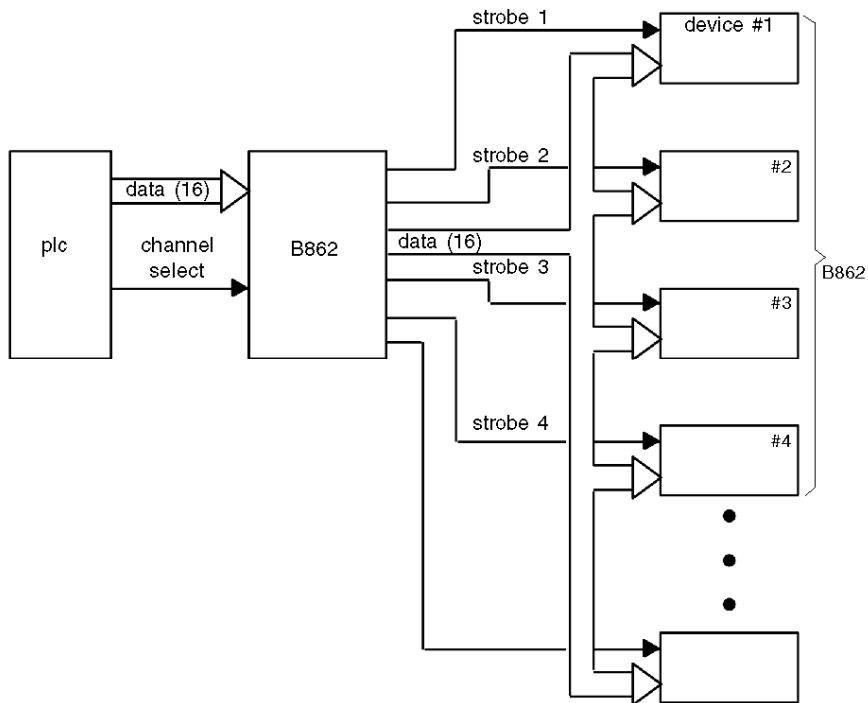 strobe 1
device #1
strobe 2
#2
data (16)
plc
channel
select
B862
data (16)
strobe 3
#3
B862
strobe 4
#4